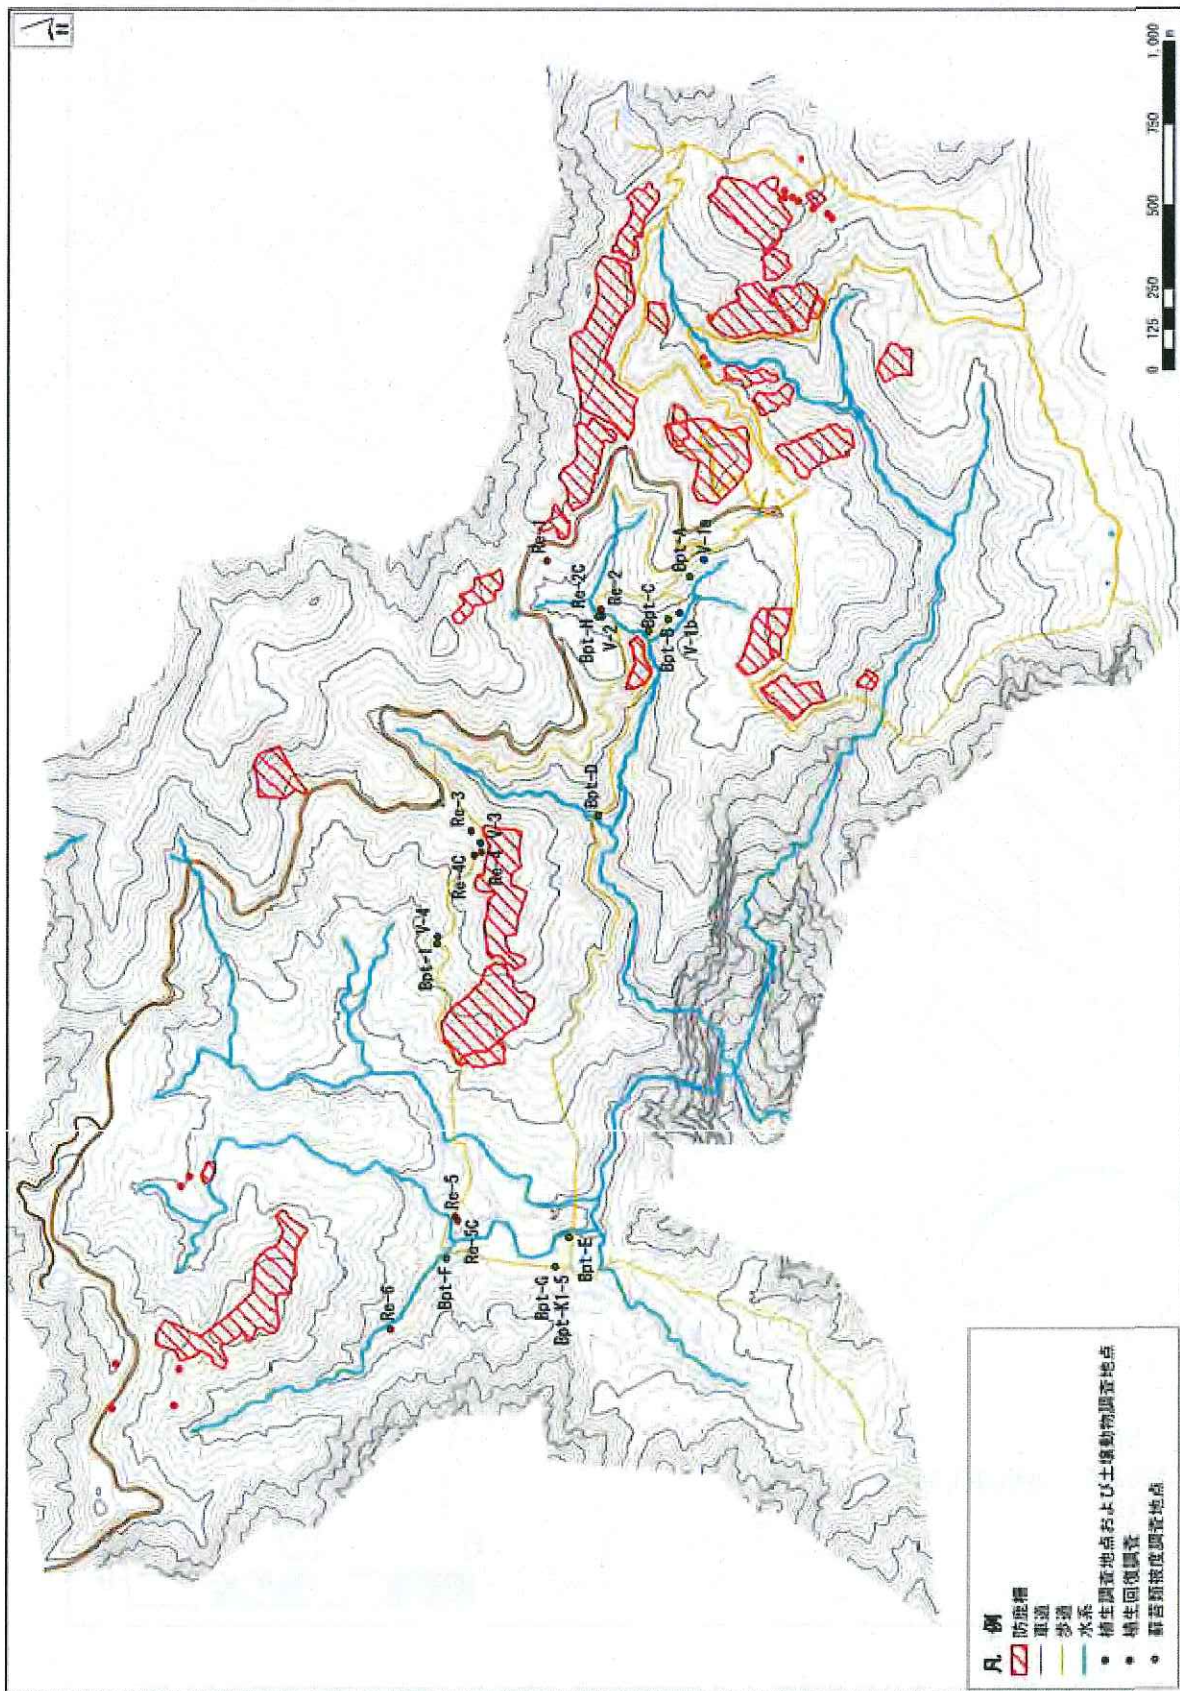 N
凡 例
防鹿柵
車道
歩道
水系
植生調査地点および土壌動物調査地点
植生回復調査
蘚苔類被度調査地点
Re-6
Bpt-F
Re-5
Re-5C
Bpt-G
Bpt-K1-5
Bpt-E
V-4
Re-3
Re-4C
V-3
Re-4
Bpt-D
Re-1
Re-2C
Re-2
Bpt-H
V-2
Bpt-C
Bpt-B
V-1b
Bpt-A
V-1a
0 125 250 500 750 1,000
m